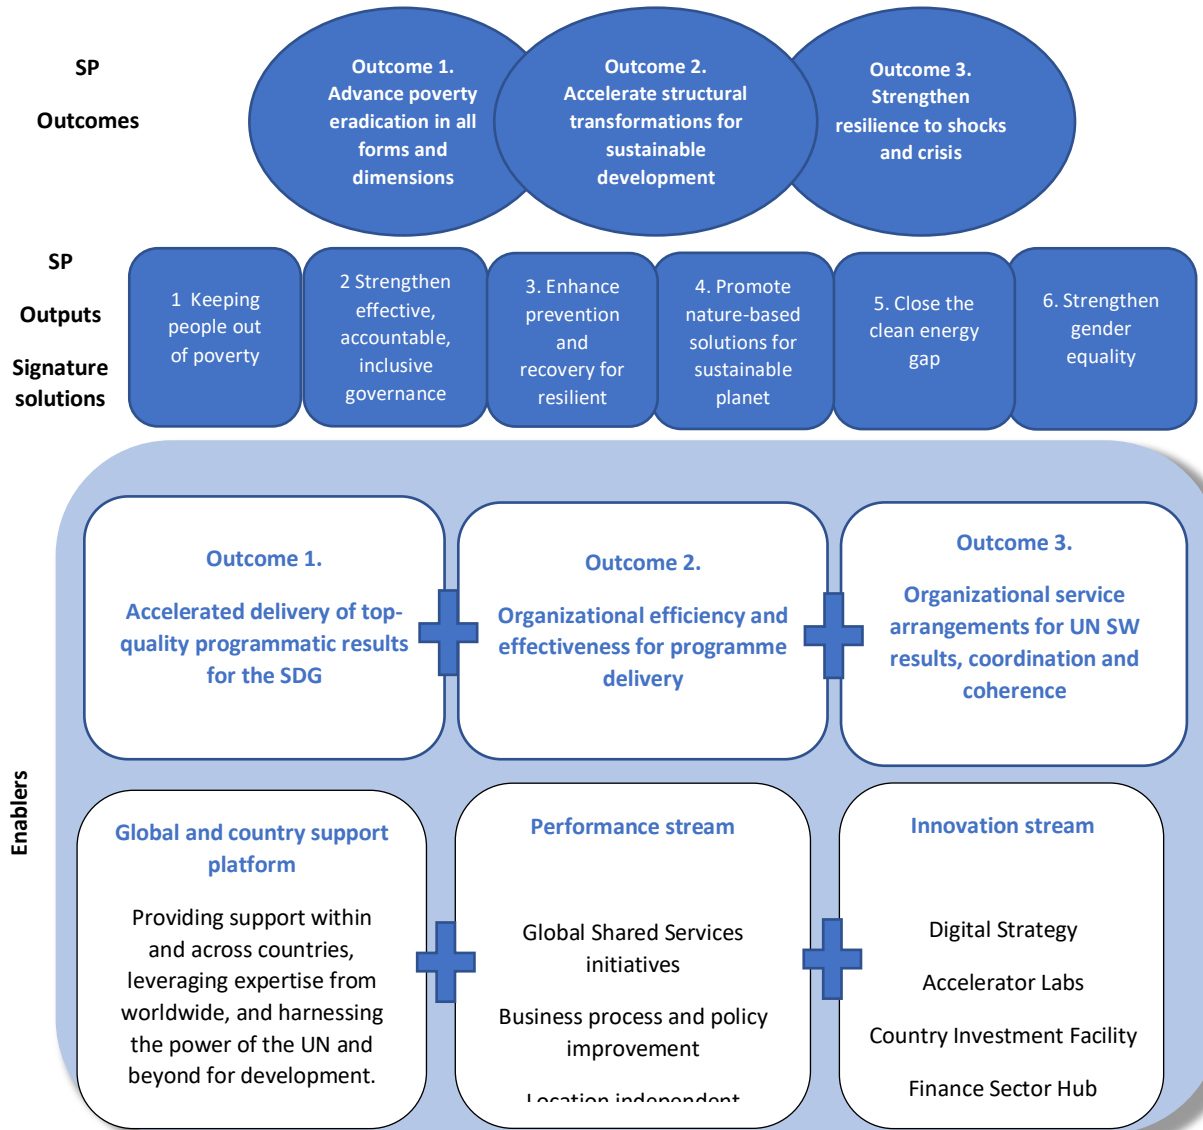 SP
Outcomes
Outcome 1.
Advance poverty
eradication in all
forms and
dimensions
Outcome 2.
Accelerate structural
transformations for
sustainable
development
Outcome 3.
Strengthen
resilience to shocks
and crisis
SP
Outputs
Signature
solutions
1 Keeping
people out
of poverty
2 Strengthen
effective,
accountable,
inclusive
governance
3. Enhance
prevention
and
recovery for
resilient
4. Promote
nature-based
solutions for
sustainable
planet
5. Close the
clean energy
gap
6. Strengthen
gender
equality
Enablers
Outcome 1.
Accelerated delivery of top-
quality programmatic results
for the SDG
Outcome 2.
Organizational efficiency and
effectiveness for programme
delivery
Outcome 3.
Organizational service
arrangements for UN SW
results, coordination and
coherence
Global and country support
platform
Providing support within
and across countries,
leveraging expertise from
worldwide, and harnessing
the power of the UN and
beyond for development.
Performance stream
Global Shared Services
initiatives
Business process and policy
improvement
Location independent
Innovation stream
Digital Strategy
Accelerator Labs
Country Investment Facility
Finance Sector Hub